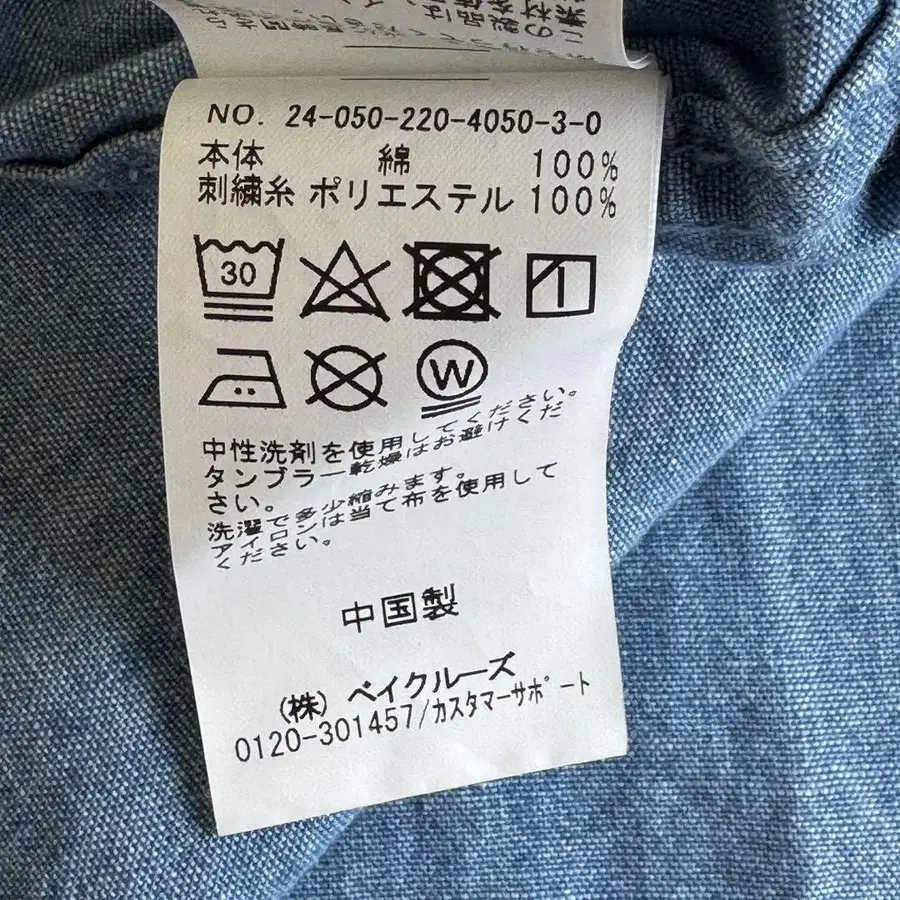 NO. 24-050-220-4050-3-0
本体 綿 100%
刺繍糸 ポリエステル 100%
30
W
中性洗剤を使用してください。
タンブラー乾燥はお避けくだ
さい。
洗濯で多少縮みます。
アイロンは当て布を使用して
ください。
中国製
(株) ベイクルーズ
0120-301457/カスタマーサポート